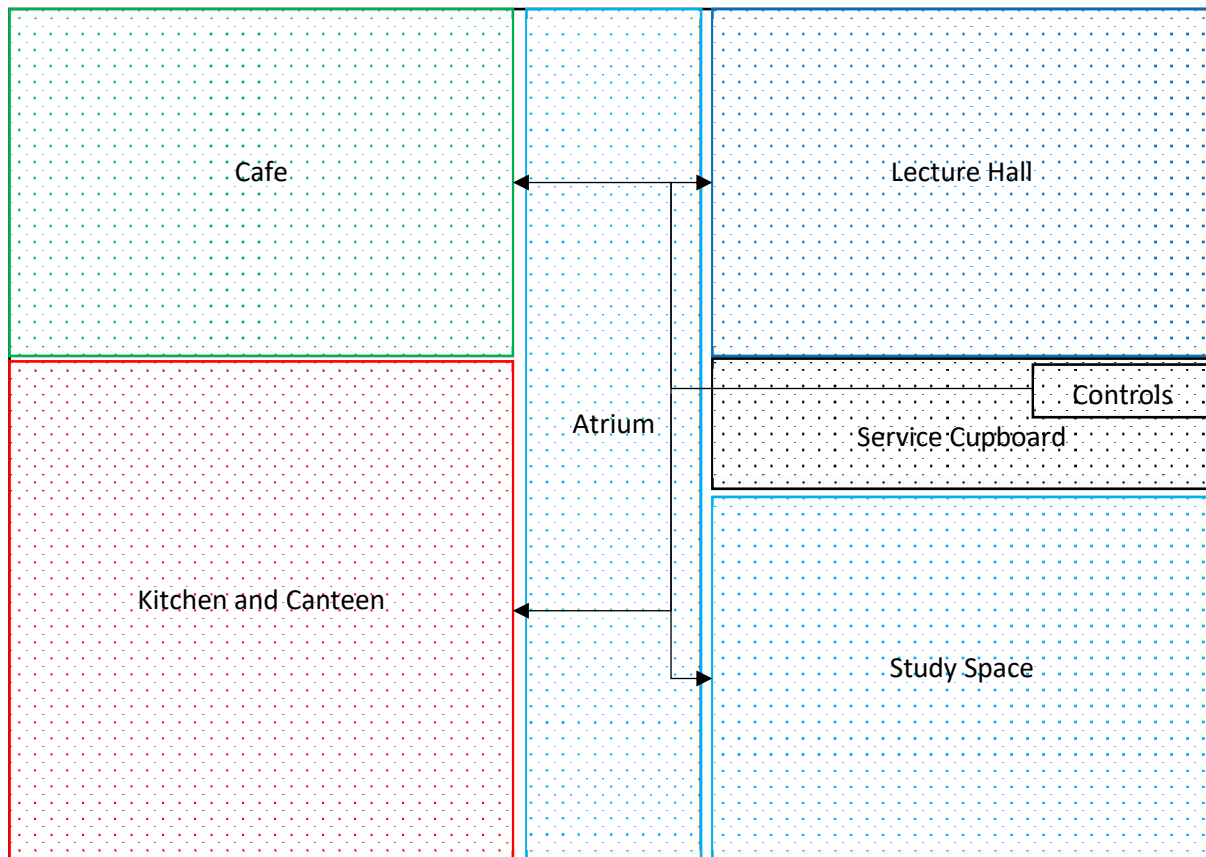 Cafe
Lecture Hall
Controls
Atrium
Service Cupboard
Kitchen and Canteen
Study Space